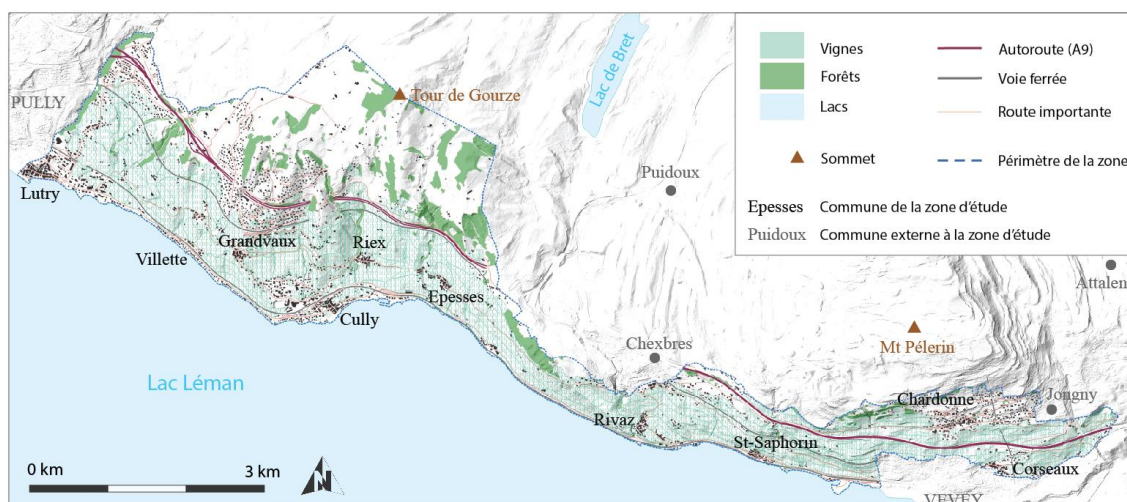 PULLY
Lutry
Villette
Grandvaux
Riex
Cully
Epesses
Tour de Gourze
Lac de Bret
Puidoux
Lac Léman
Chexbres
Rivaz
St-Saphorin
Mt Pélerin
Chardonne
Jongny
Corseaux
VEVEY
Attalen
0 km
3 km
N
Vignes
Forêts
Lacs
Sommet
Epesses Commune de la zone d'étude
Puidoux Commune externe à la zone d'étude
Autoroute (A9)
Voie ferrée
Route importante
Périmètre de la zone